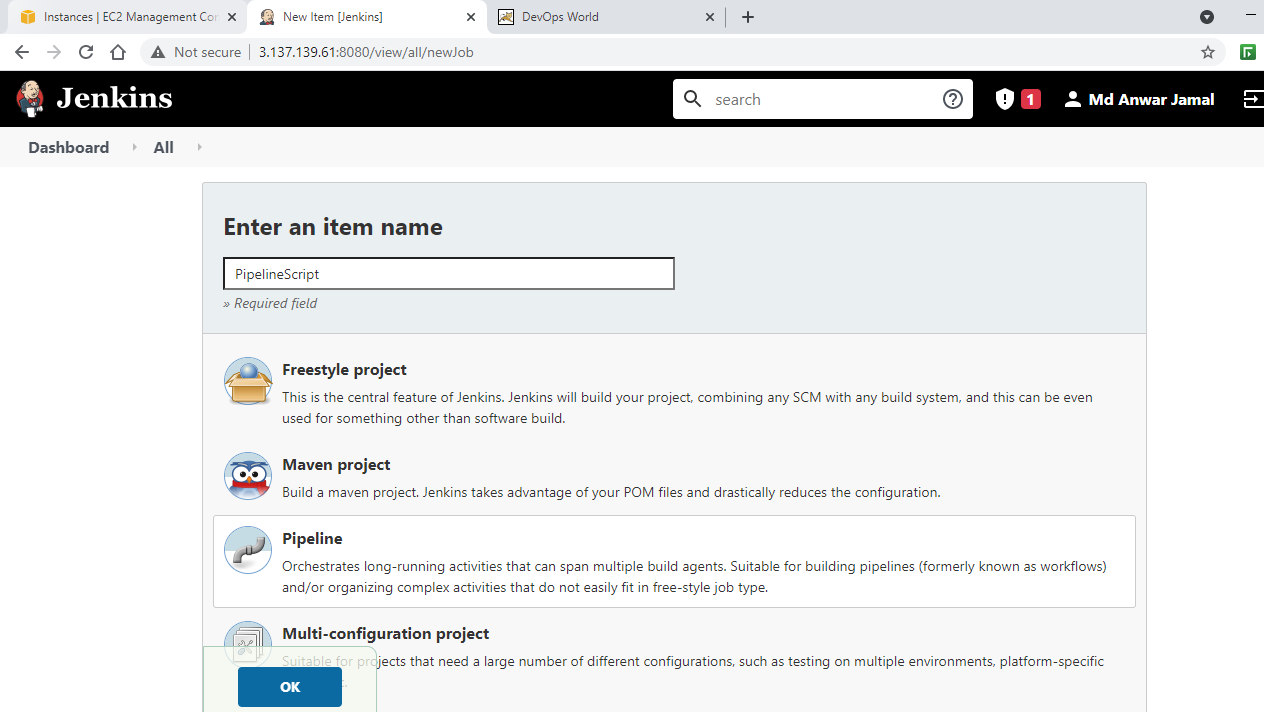 Instances | EC2 Management Con
New Item [Jenkins]
DevOps World
Not secure
3.137.139.61:8080/view/all/newJob
Jenkins
search
1
Md Anwar Jamal
Dashboard
All
Enter an item name
PipelineScript
» Required field
Freestyle project
This is the central feature of Jenkins. Jenkins will build your project, combining any SCM with any build system, and this can be even
used for something other than software build.
Maven project
Build a maven project. Jenkins takes advantage of your POM files and drastically reduces the configuration.
Pipeline
Orchestrates long-running activities that can span multiple build agents. Suitable for building pipelines (formerly known as workflows)
and/or organizing complex activities that do not easily fit in free-style job type.
Multi-configuration project
Suitable for projects that need a large number of different configurations, such as testing on multiple environments, platform-specific
OK